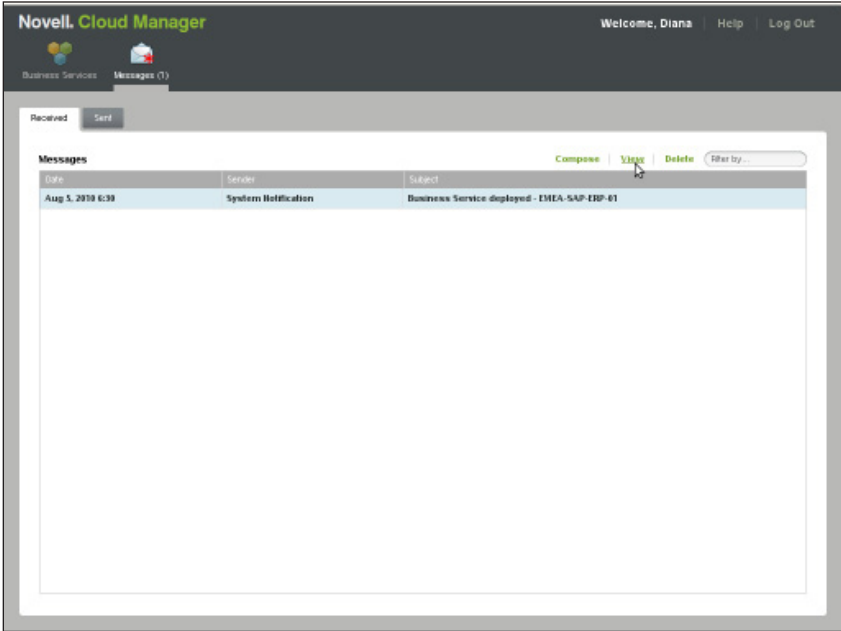 Novell. Cloud Manager
Welcome, Diana | Help | Log Out
Business Services Messages (1)
Received Sent
Messages
Compose | View | Delete Filter by...
Date Sender Subject
Aug 5, 2010 6:30 System Notification Business Service deployed - EMEA-SAP-ERP-01